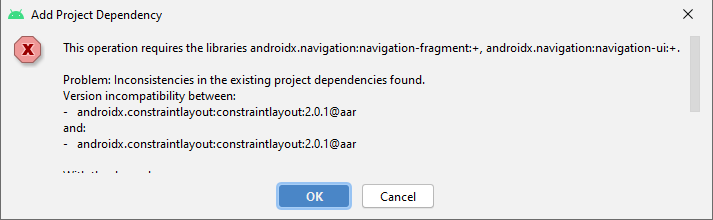 Add Project Dependency
This operation requires the libraries androidx.navigation:navigation-fragment:+, androidx.navigation:navigation-ui:+.
Problem: Inconsistencies in the existing project dependencies found.
Version incompatibility between:
- androidx.constraintlayout:constraintlayout:2.0.1@aar
and:
- androidx.constraintlayout:constraintlayout:2.0.1@aar
OK Cancel